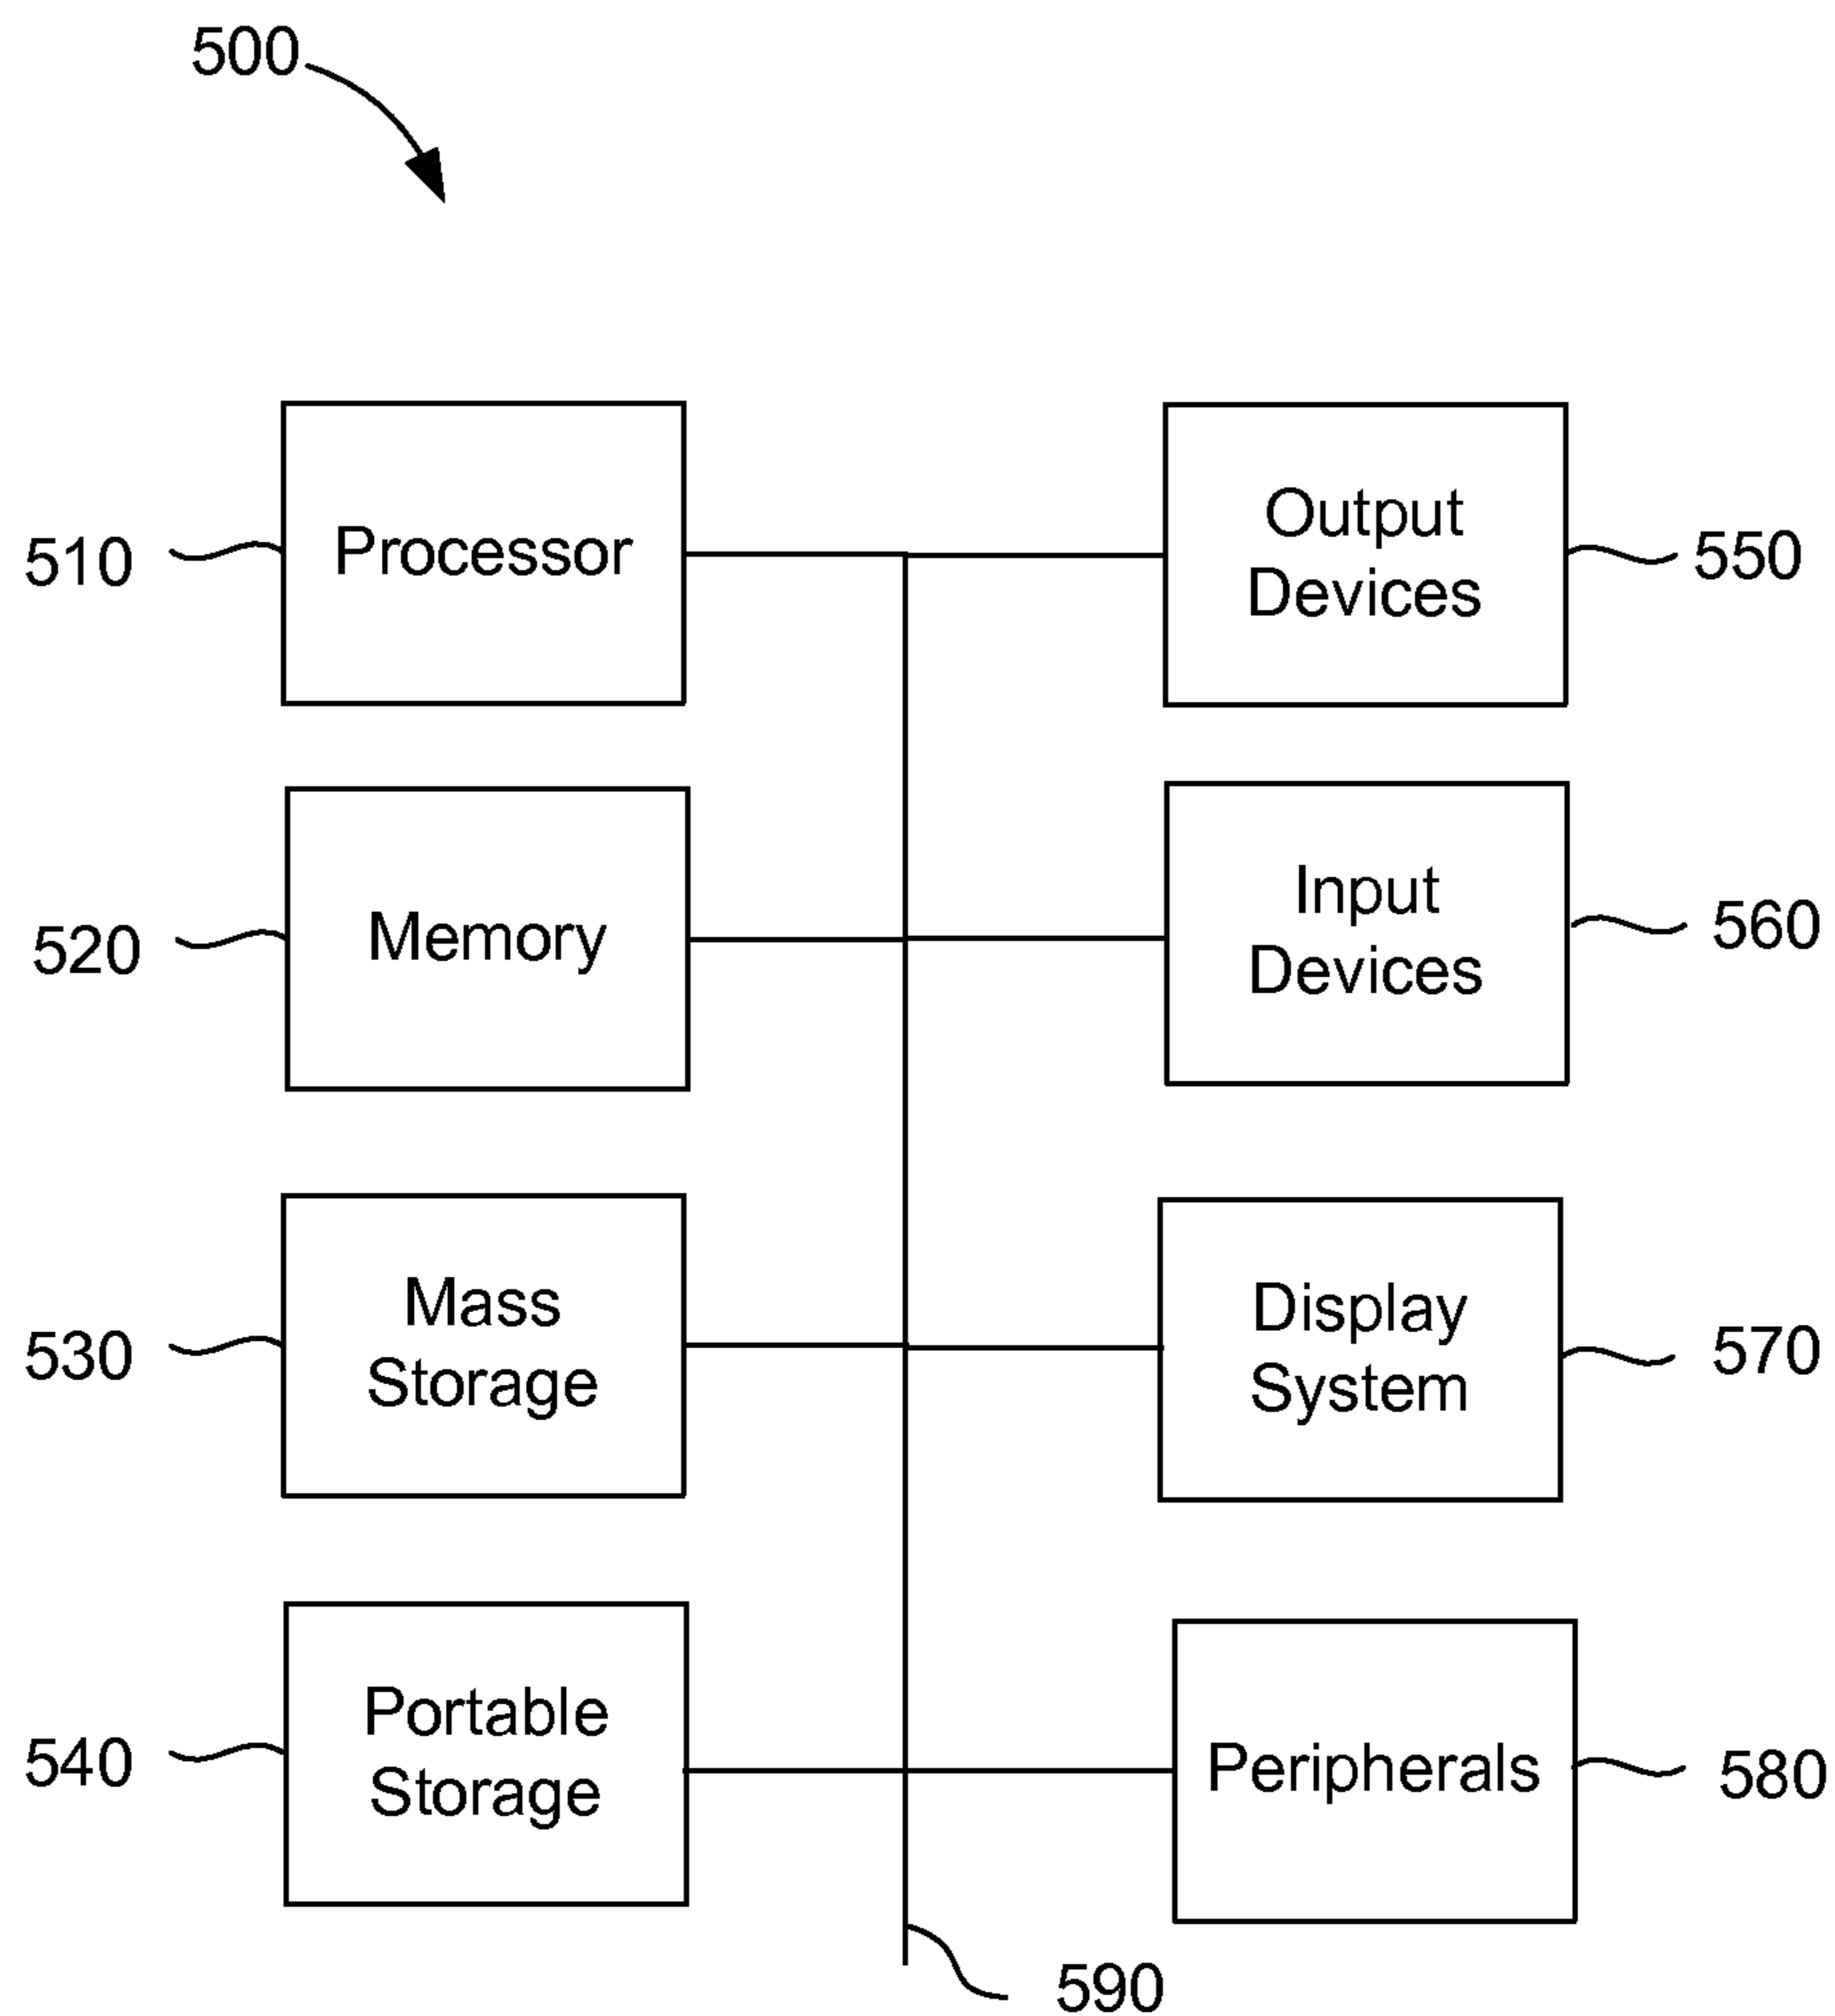 500
510
Processor
Output
Devices
550
520
Memory
Input
Devices
560
530
Mass
Storage
Display
System
570
540
Portable
Storage
Peripherals
580
590